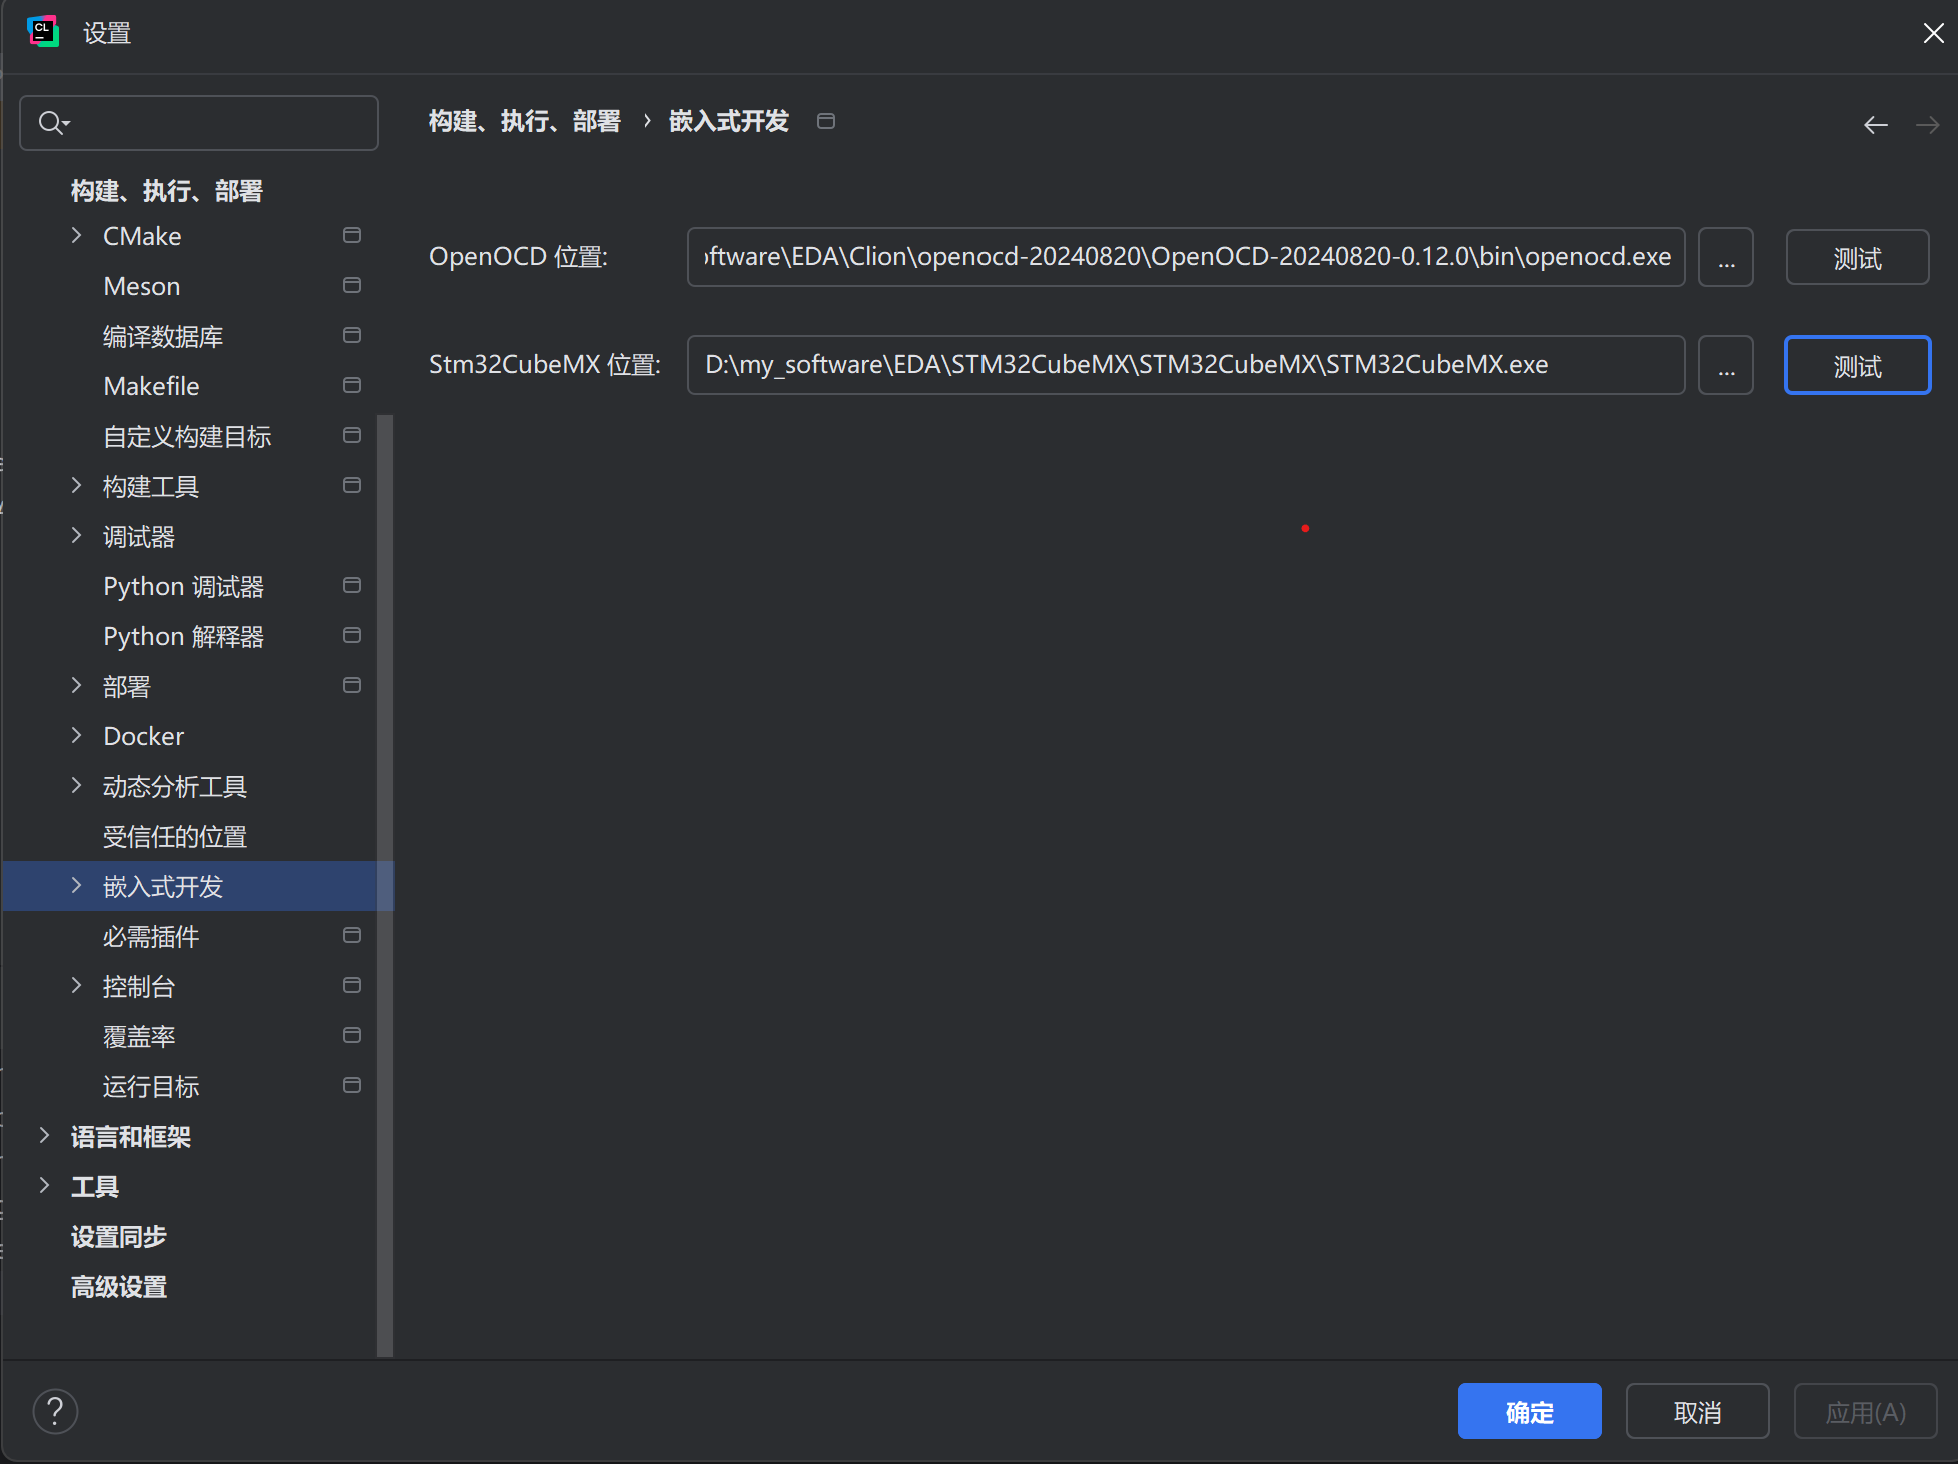 CL
设置
构建、执行、部署 › 嵌入式开发
构建、执行、部署
CMake
Meson
编译数据库
Makefile
自定义构建目标
构建工具
调试器
Python 调试器
Python 解释器
部署
Docker
动态分析工具
受信任的位置
嵌入式开发
必需插件
控制台
覆盖率
运行目标
语言和框架
工具
设置同步
高级设置
OpenOCD 位置: ftware\EDA\Clion\openocd-20240820\OpenOCD-20240820-0.12.0\bin\openocd.exe ... 测试
Stm32CubeMX 位置: D:\my_software\EDA\STM32CubeMX\STM32CubeMX\STM32CubeMX.exe ... 测试
? 确定 取消 应用(A)